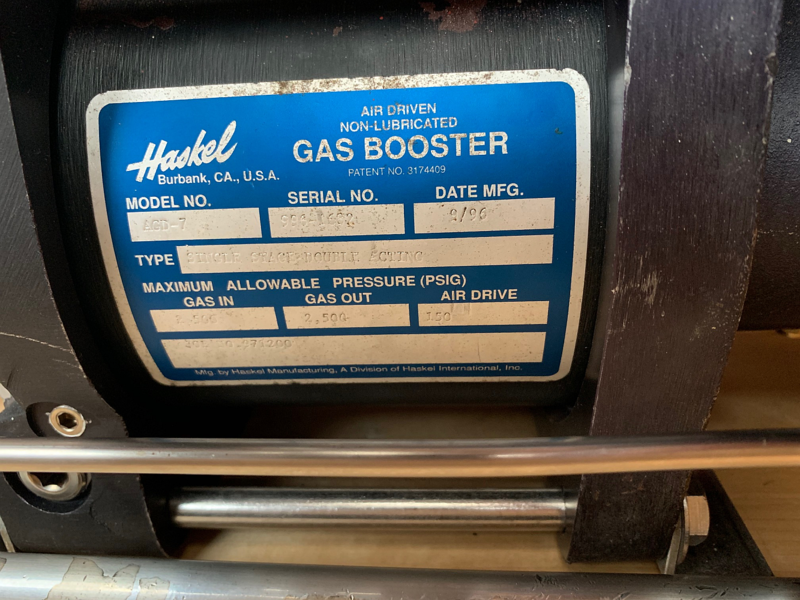 AIR DRIVEN
NON-LUBRICATED
GAS BOOSTER
PATENT NO. 3174409
Haskel
Burbank, CA., U.S.A.
MODEL NO. SERIAL NO. DATE MFG.
AGD-7
TYPE SINGLE STAGE DOUBLE ACTING
MAXIMUM ALLOWABLE PRESSURE (PSIG)
GAS IN GAS OUT AIR DRIVE
2,500 150
Mfg. by Haskel Manufacturing, A Division of Haskel International, Inc.